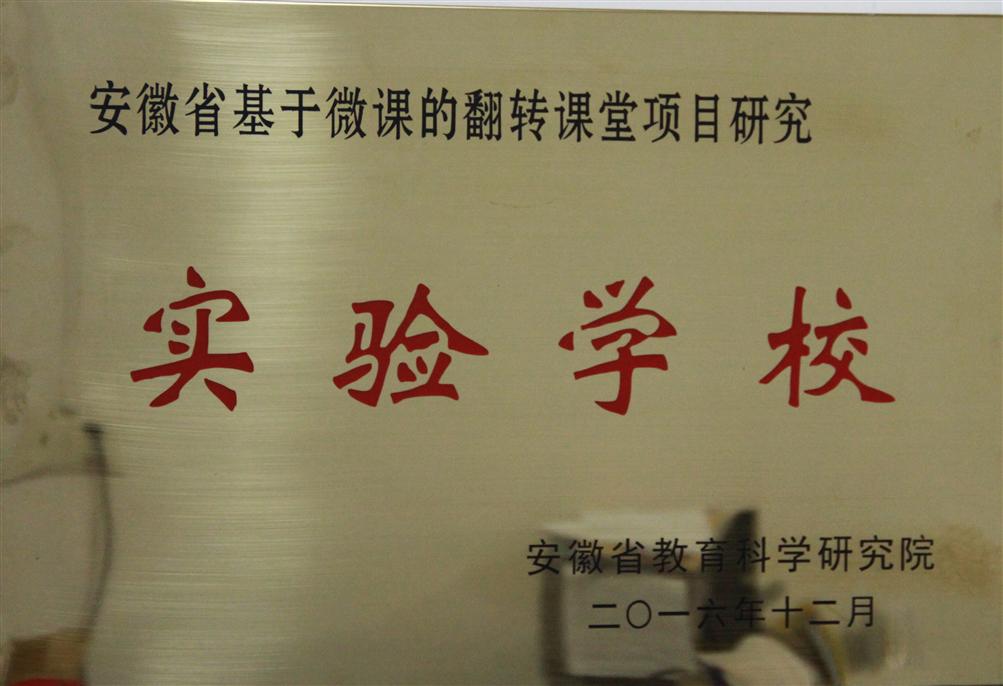 安徽省基于微课的翻转课堂项目研究
实验学校
安徽省教育科学研究院
二〇一六年十二月